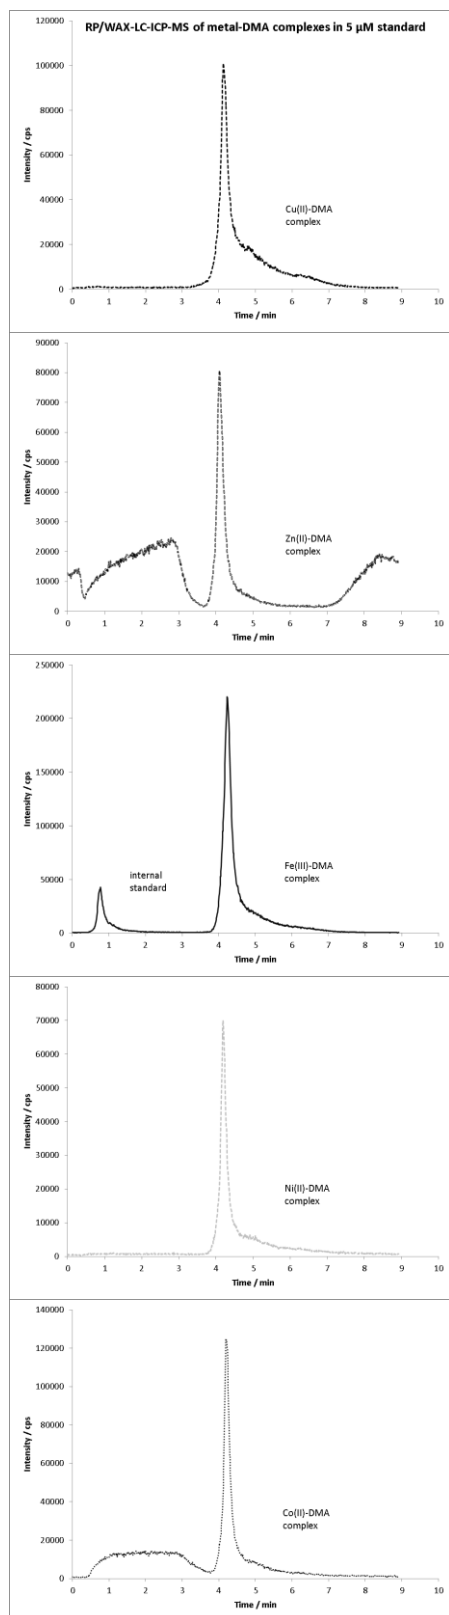 RP/WAX-LC-ICP-MS of metal-DMA complexes in 5 µM standard
120000
100000
80000
60000
40000
20000
0
Intensity / cps
Cu(II)-DMA
complex
0 1 2 3 4 5 6 7 8 9 10
Time / min
90000
80000
70000
60000
50000
40000
30000
20000
10000
0
Intensity / cps
Zn(II)-DMA
complex
0 1 2 3 4 5 6 7 8 9 10
Time / min
250000
200000
150000
100000
50000
0
Intensity / cps
internal
standard
Fe(III)-DMA
complex
0 1 2 3 4 5 6 7 8 9 10
Time / min
80000
70000
60000
50000
40000
30000
20000
10000
0
Intensity / cps
Ni(II)-DMA
complex
0 1 2 3 4 5 6 7 8 9 10
Time / min
140000
120000
100000
80000
60000
40000
20000
0
Intensity / cps
Co(II)-DMA
complex
0 1 2 3 4 5 6 7 8 9 10
Time / min